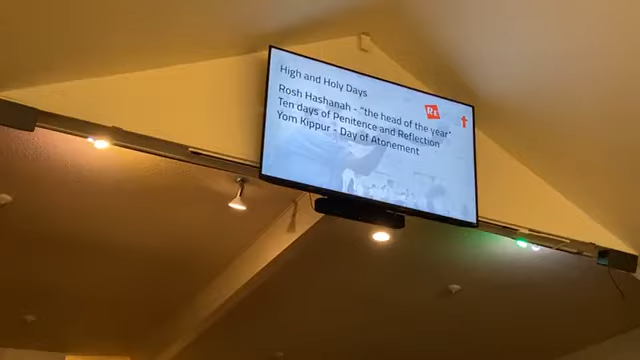 High and Holy Days
Rosh Hashanah - "the head of the year"
Ten days of Penitence and Reflection
Yom Kippur - Day of Atonement